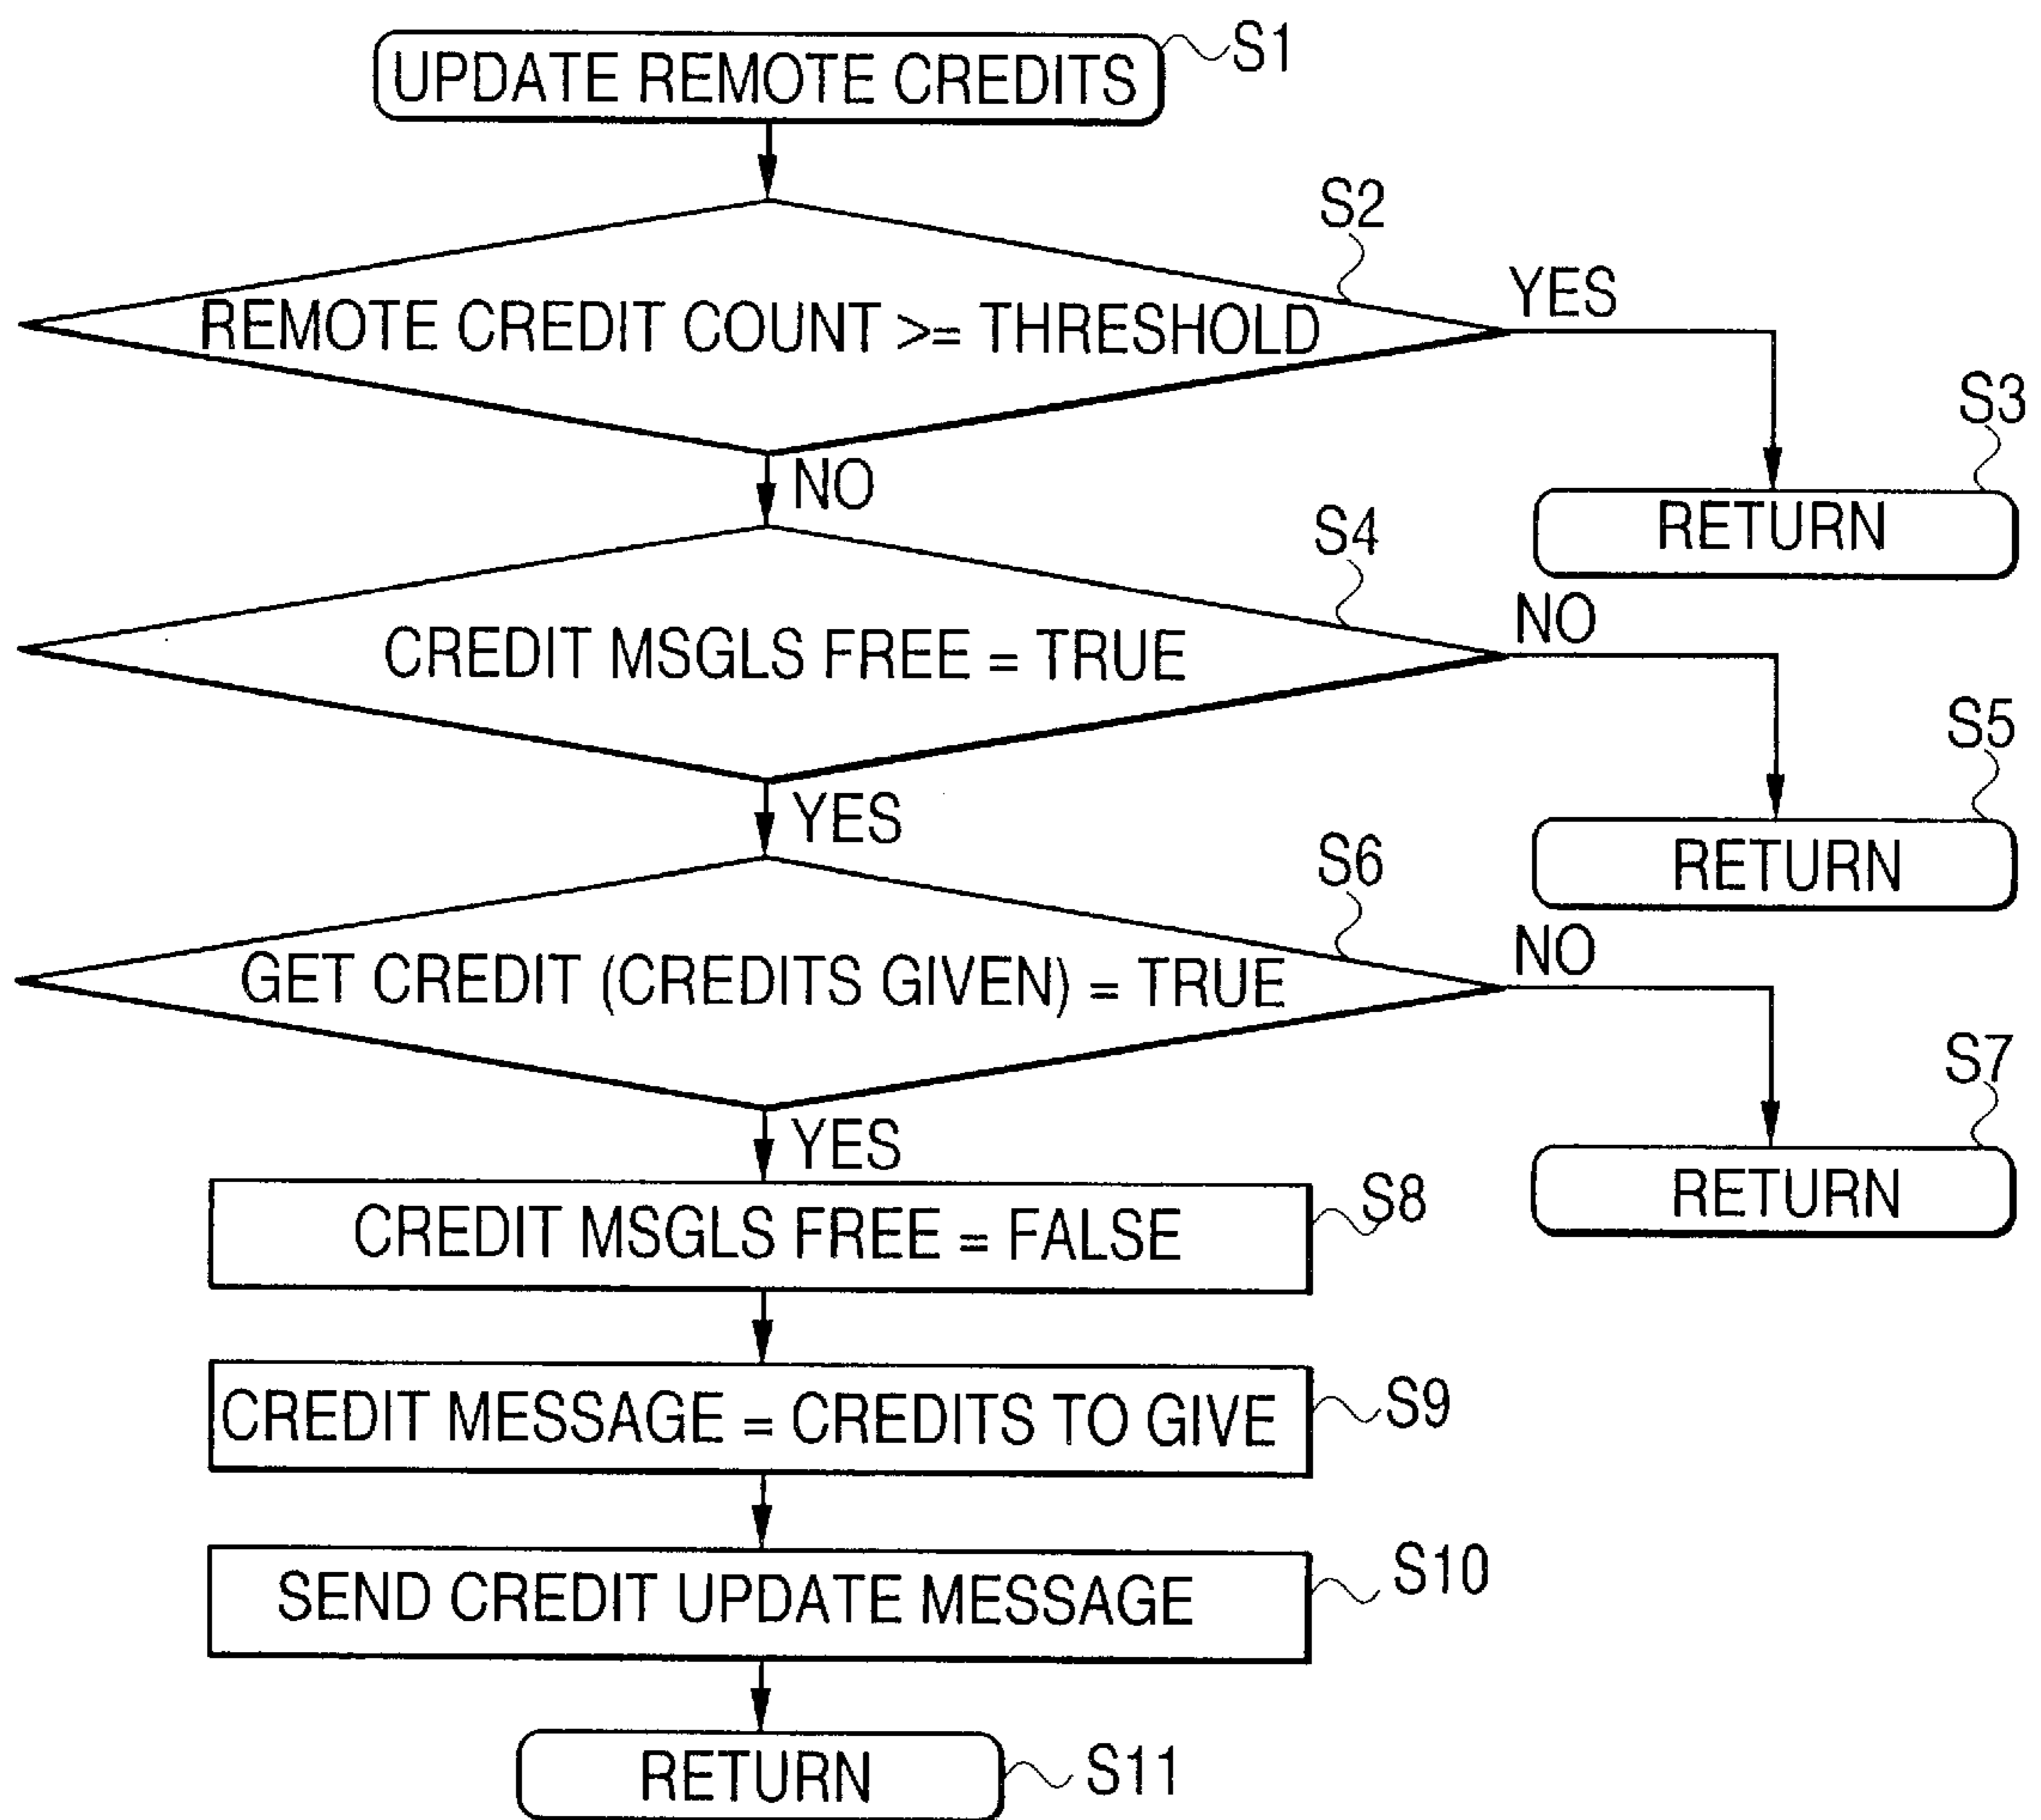 UPDATE REMOTE CREDITS
S1
S2
REMOTE CREDIT COUNT >= THRESHOLD
YES
S3
RETURN
NO
S4
CREDIT MSGLS FREE = TRUE
NO
S5
RETURN
YES
S6
GET CREDIT (CREDITS GIVEN) = TRUE
NO
S7
RETURN
YES
CREDIT MSGLS FREE = FALSE
S8
CREDIT MESSAGE = CREDITS TO GIVE
S9
SEND CREDIT UPDATE MESSAGE
S10
RETURN
S11